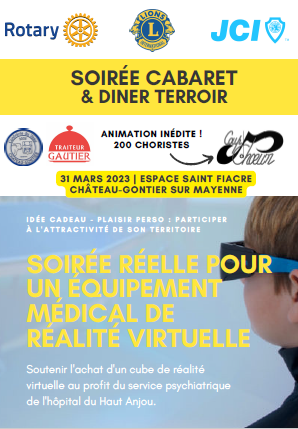 Rotary
LIONS
L
INTERNATIONAL
JCI
SOIRÉE CABARET
& DINER TERROIR
TRAITEUR
GAUTIER
ANIMATION INÉDITE !
200 CHORISTES
31 MARS 2023 | ESPACE SAINT FIACRE
CHÂTEAU-GONTIER SUR MAYENNE
IDÉE CADEAU - PLAISIR PERSO : PARTICIPER
À L'ATTRACTIVITÉ DE SON TERRITOIRE
SOIRÉE RÉELLE POUR
UN ÉQUIPEMENT
MÉDICAL DE
RÉALITÉ VIRTUELLE
Soutenir l'achat d'un cube de réalité
virtuelle au profit du service psychiatrique
de l'hôpital du Haut Anjou.